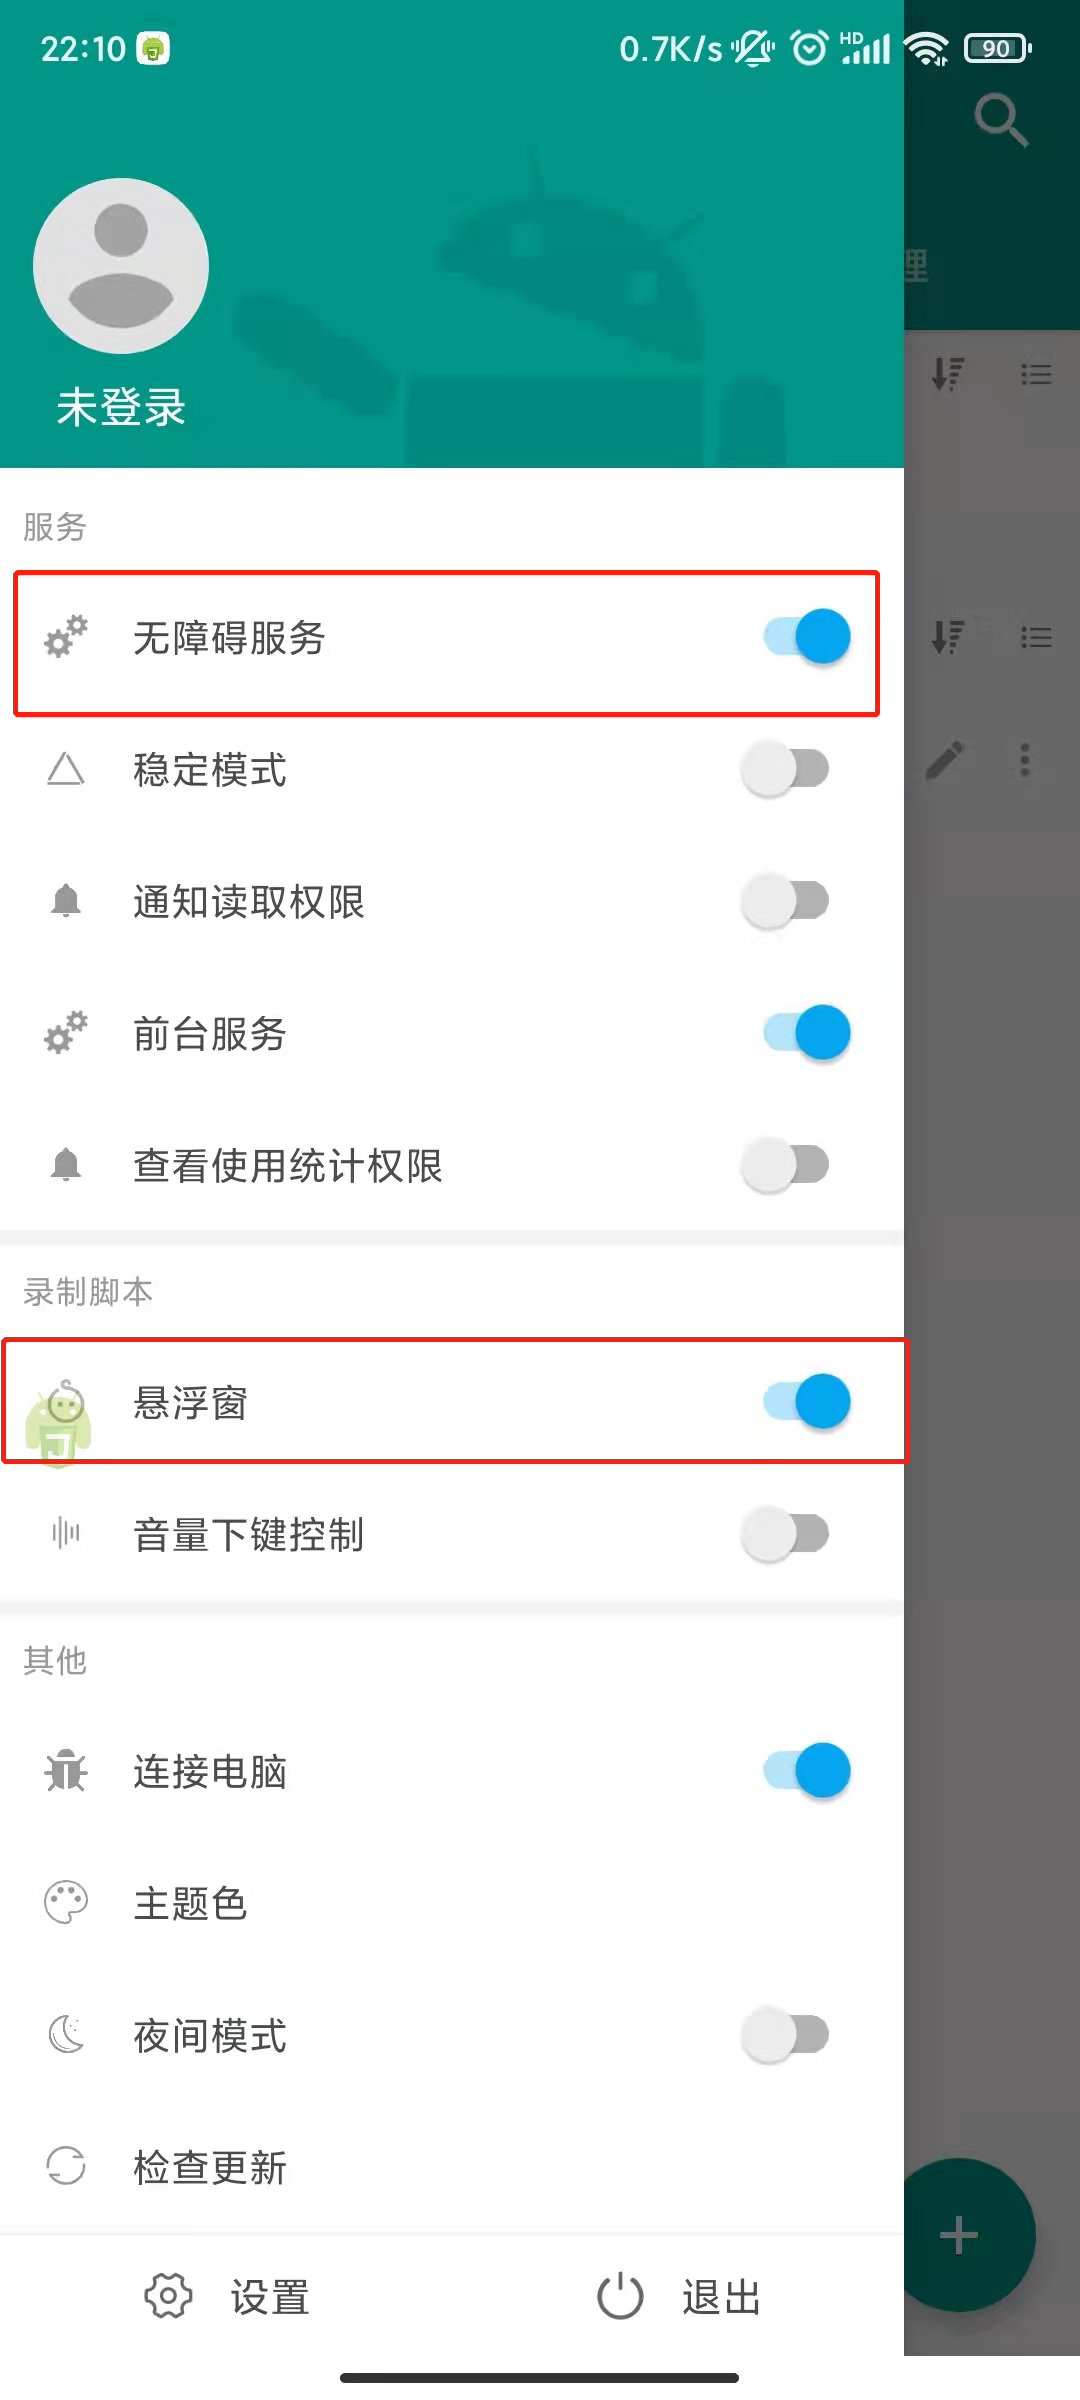 22:10 0.7K/s HD 90
理
未登录
服务
无障碍服务
稳定模式
通知读取权限
前台服务
查看使用统计权限
录制脚本
悬浮窗
音量下键控制
其他
连接电脑
主题色
夜间模式
检查更新
设置 退出